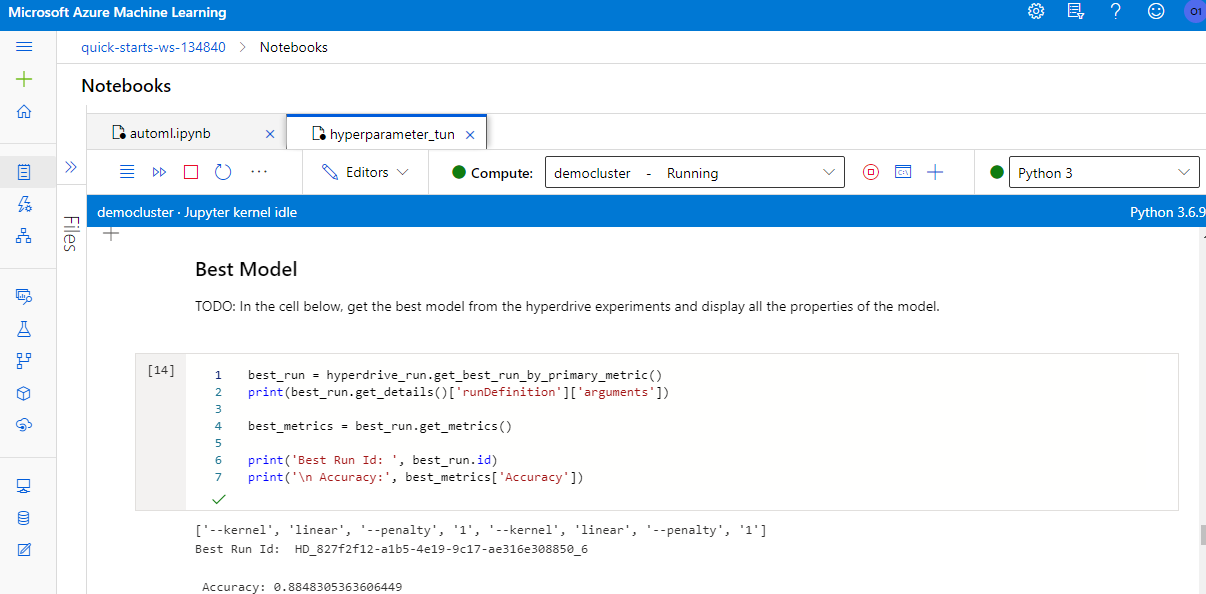 Microsoft Azure Machine Learning
O1
quick-starts-ws-134840 > Notebooks
Notebooks
automl.ipynb
hyperparameter_tun
Editors
Compute:
democluster - Running
Python 3
democluster · Jupyter kernel idle
Python 3.6.9
Files
Best Model
TODO: In the cell below, get the best model from the hyperdrive experiments and display all the properties of the model.
[14]
1 best_run = hyperdrive_run.get_best_run_by_primary_metric()
2 print(best_run.get_details()['runDefinition']['arguments'])
3
4 best_metrics = best_run.get_metrics()
5
6 print('Best Run Id: ', best_run.id)
7 print('\n Accuracy:', best_metrics['Accuracy'])
['--kernel', 'linear', '--penalty', '1', '--kernel', 'linear', '--penalty', '1']
Best Run Id:  HD_827f2f12-a1b5-4e19-9c17-ae316e308850_6
Accuracy: 0.8848305363606449